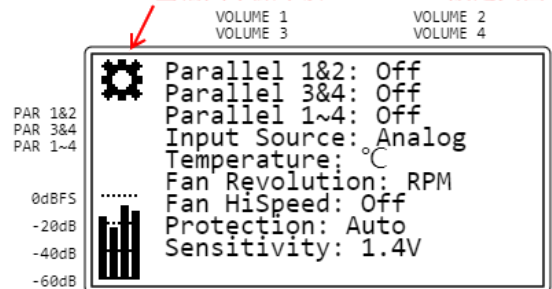 VOLUME 1 VOLUME 2
VOLUME 3 VOLUME 4
Parallel 1&2: Off
Parallel 3&4: Off
Parallel 1~4: Off
Input Source: Analog
Temperature: °C
Fan Revolution: RPM
Fan HiSpeed: Off
Protection: Auto
Sensitivity: 1.4V
PAR 1&2
PAR 3&4
PAR 1~4
0dBFS
-20dB
-40dB
-60dB